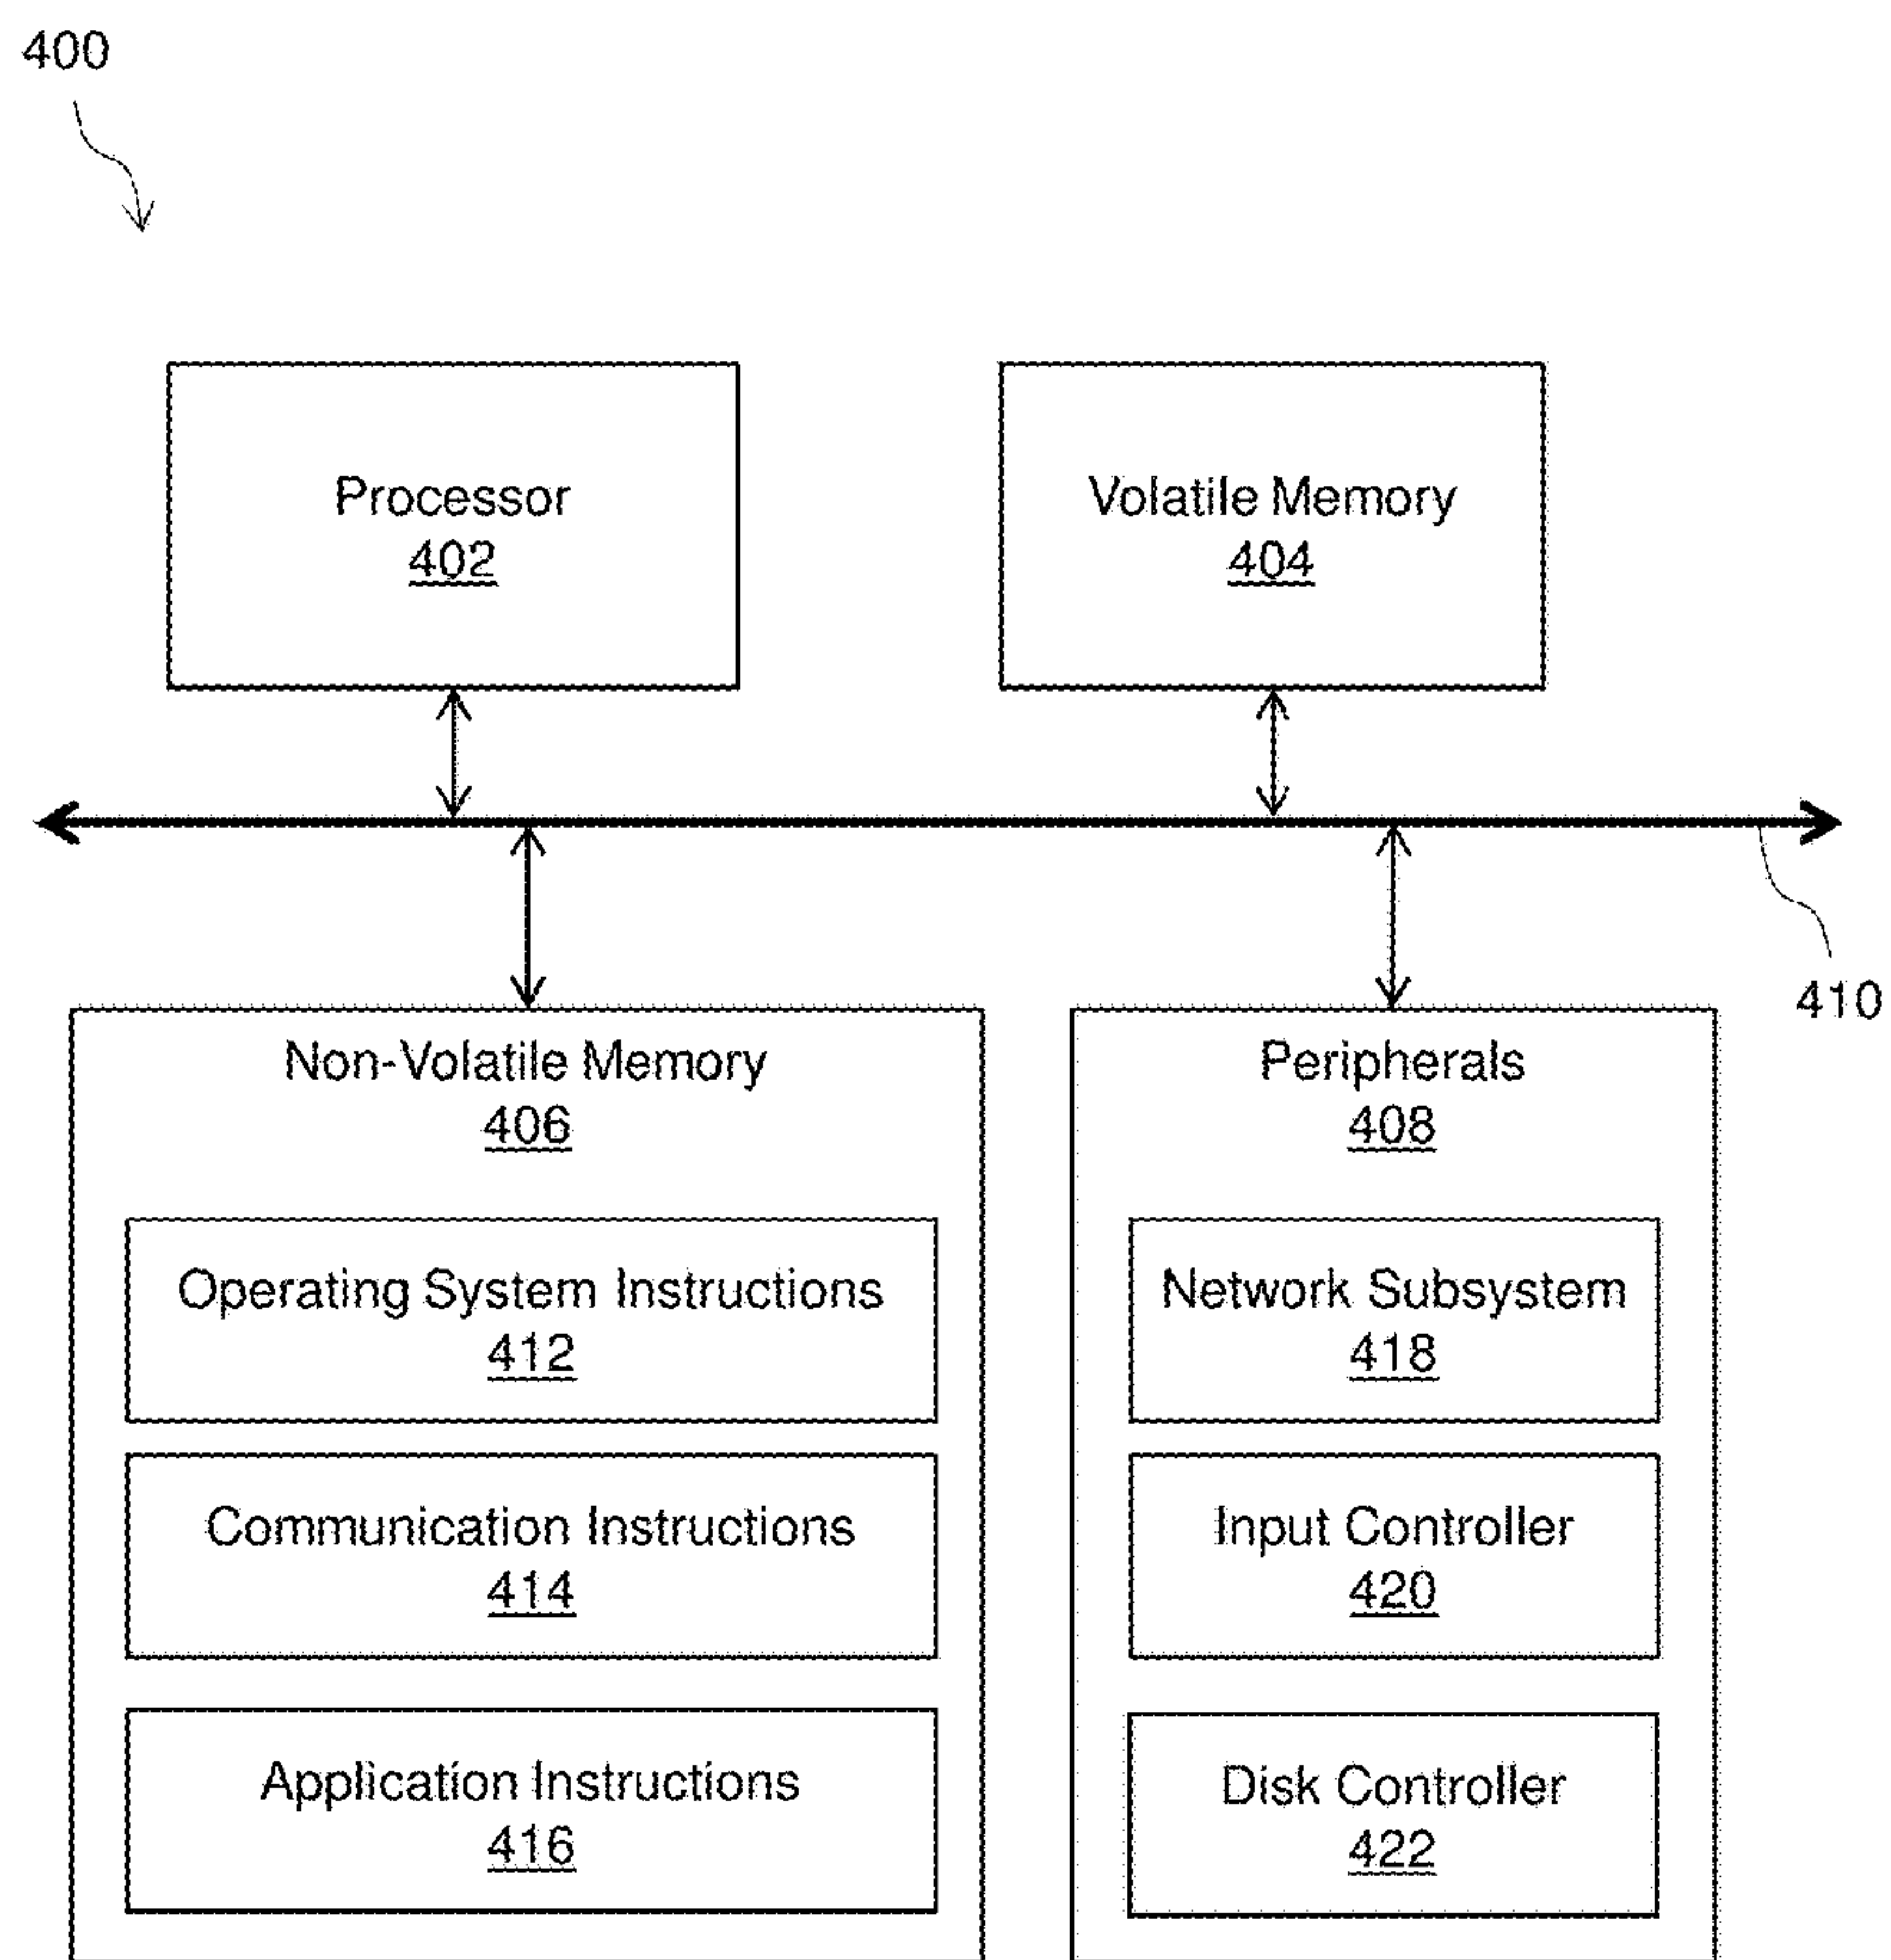 400
Processor
402
Volatile Memory
404
410
Non-Volatile Memory
406
Operating System Instructions
412
Communication Instructions
414
Application Instructions
416
Peripherals
408
Network Subsystem
418
Input Controller
420
Disk Controller
422